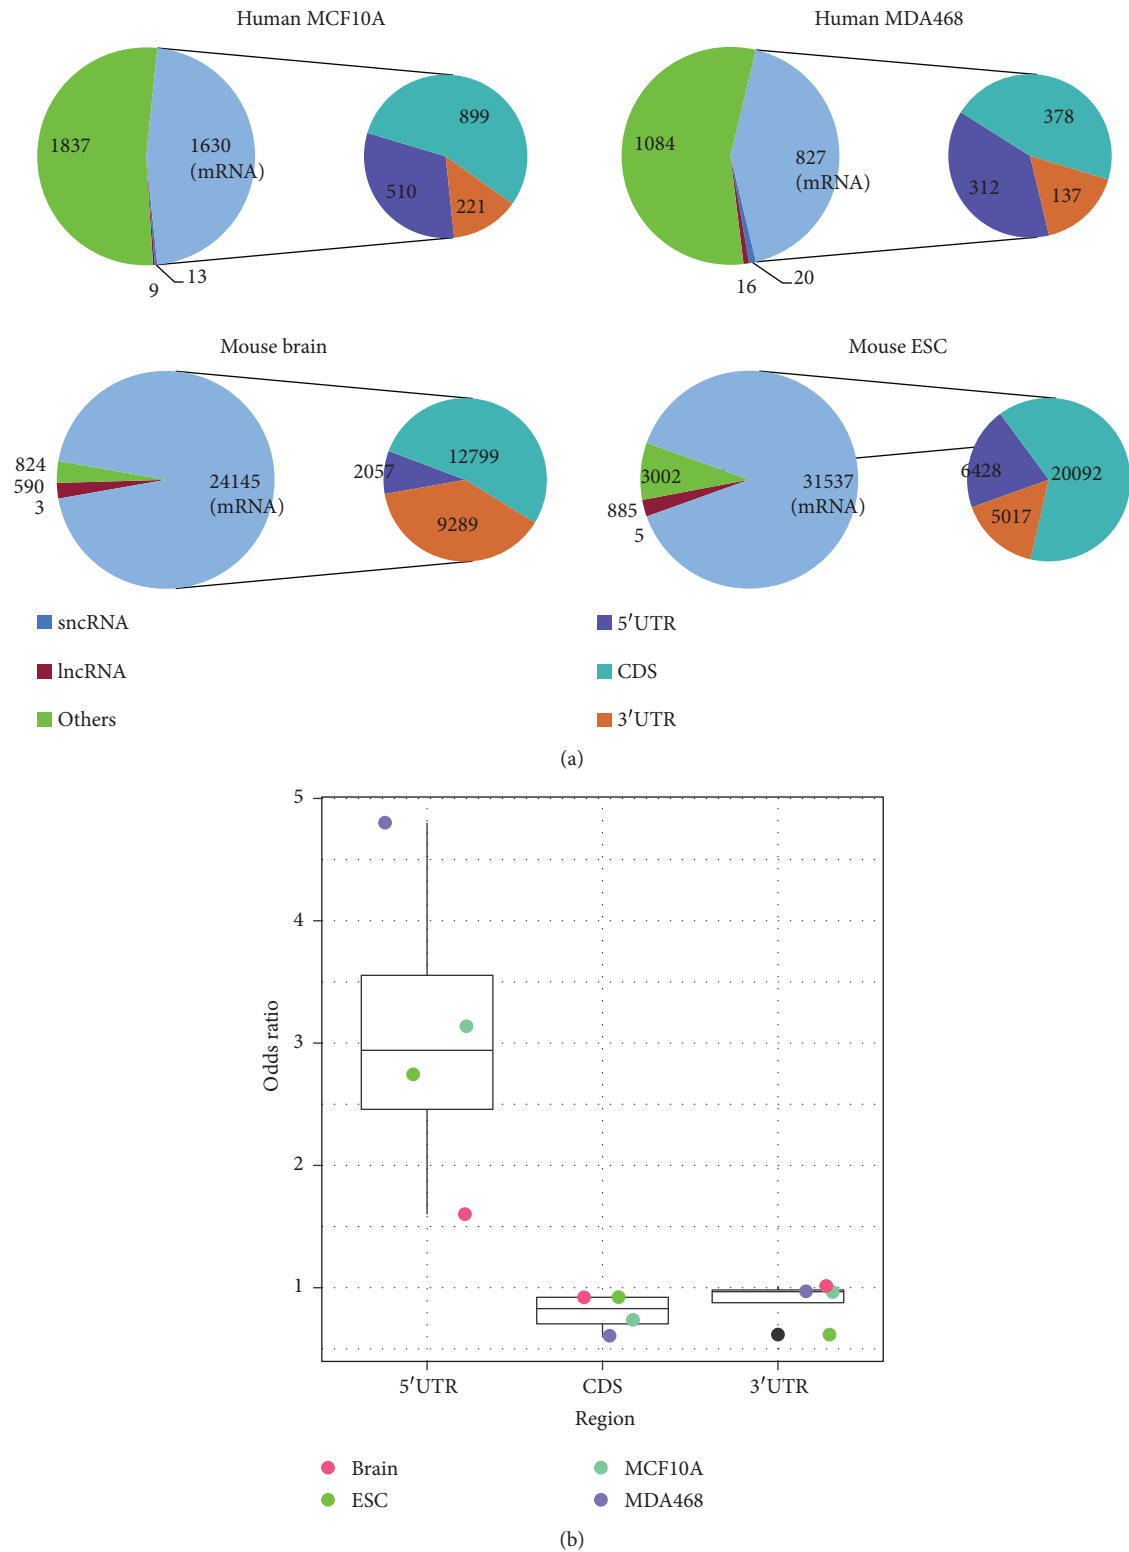 Human MCF10A
Human MDA468
1837
1630
(mRNA)
899
510
221
13
9
1084
827
(mRNA)
378
312
137
20
16
Mouse brain
Mouse ESC
824
590
3
24145
(mRNA)
2057
12799
9289
3002
885
5
31537
(mRNA)
6428
20092
5017
sncRNA
lncRNA
Others
5′UTR
CDS
3′UTR
(a)
5
4
3
2
1
Odds ratio
5′UTR
CDS
3′UTR
Region
Brain
ESC
MCF10A
MDA468
(b)